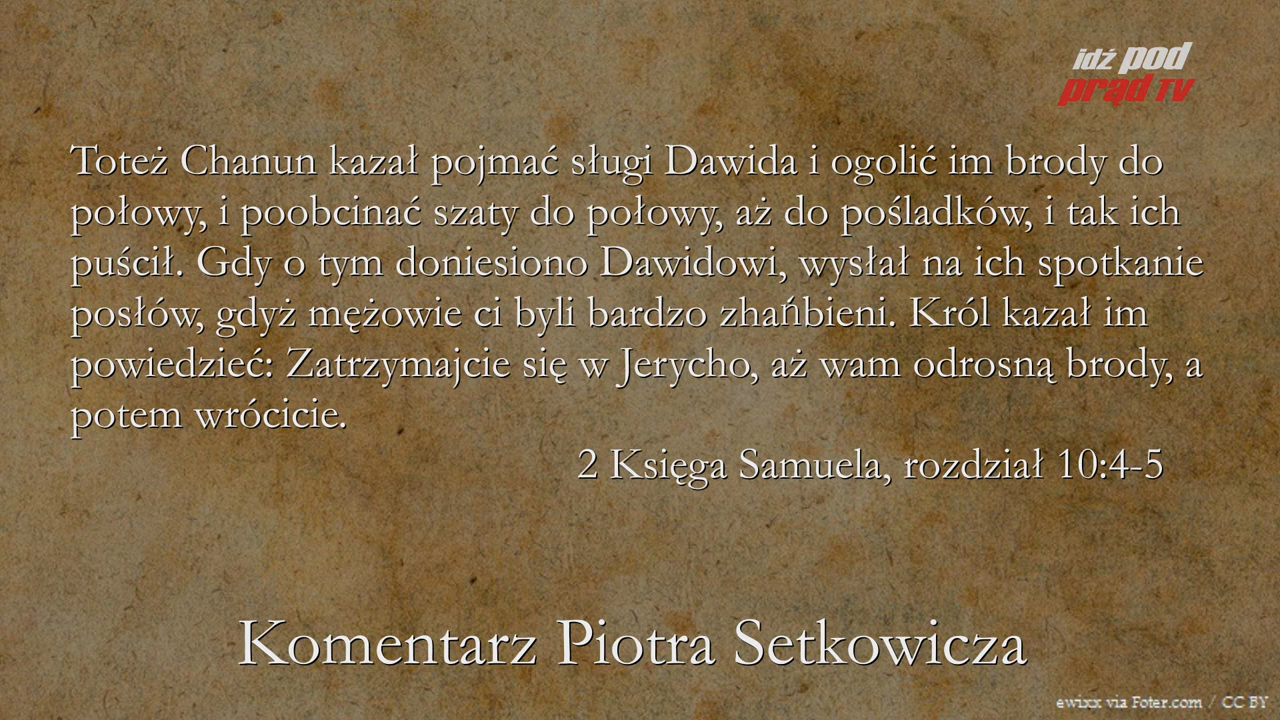 idź pod
prąd TV
Toteż Chanun kazał pojmać sługi Dawida i ogolić im brody do
połowy, i poobcinać szaty do połowy, aż do pośladków, i tak ich
puścił. Gdy o tym doniesiono Dawidowi, wysłał na ich spotkanie
posłów, gdyż mężowie ci byli bardzo zhańbieni. Król kazał im
powiedzieć: Zatrzymajcie się w Jerycho, aż wam odrosną brody, a
potem wrócicie.
2 Księga Samuela, rozdział 10:4-5
Komentarz Piotra Setkowicza
ewixx via Foter.com / CC BY